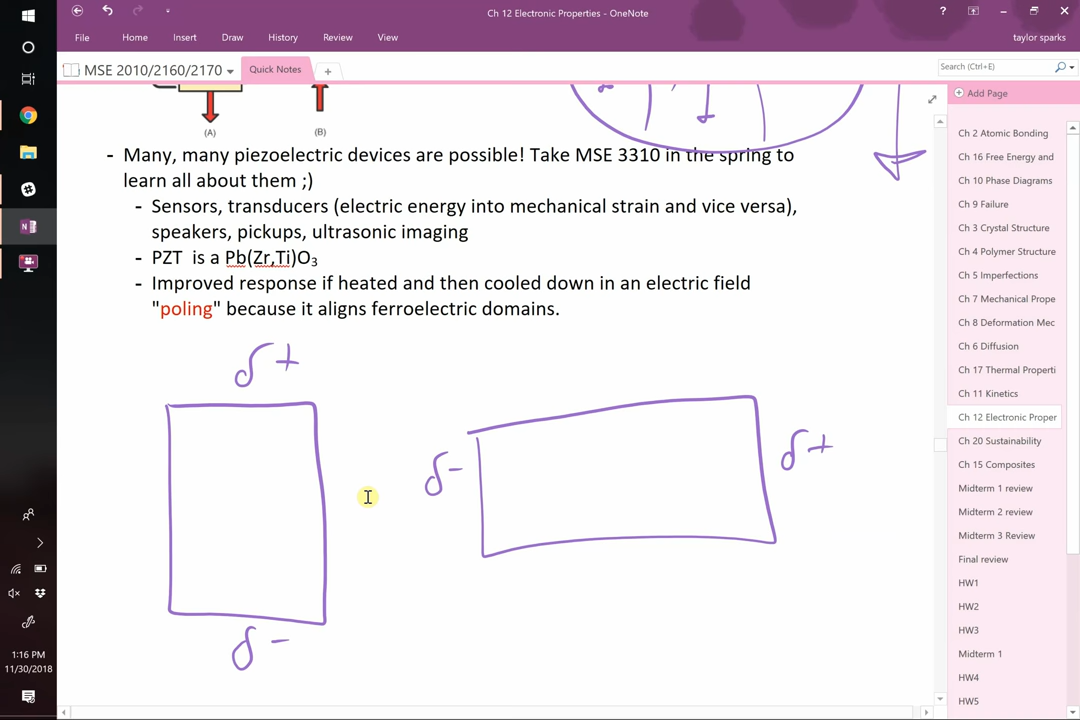 Ch 12 Electronic Properties - OneNote
?
File Home Insert Draw History Review View
taylor sparks
MSE 2010/2160/2170
Quick Notes
+
Search (Ctrl+E)
Add Page
(A)
(B)
- Many, many piezoelectric devices are possible! Take MSE 3310 in the spring to
learn all about them ;)
- Sensors, transducers (electric energy into mechanical strain and vice versa),
speakers, pickups, ultrasonic imaging
- PZT is a Pb(Zr,Ti)O₃
- Improved response if heated and then cooled down in an electric field
"poling" because it aligns ferroelectric domains.
δ+
δ-
δ-
δ+
Ch 2 Atomic Bonding
Ch 16 Free Energy and
Ch 10 Phase Diagrams
Ch 9 Failure
Ch 3 Crystal Structure
Ch 4 Polymer Structure
Ch 5 Imperfections
Ch 7 Mechanical Prope
Ch 8 Deformation Mec
Ch 6 Diffusion
Ch 17 Thermal Properti
Ch 11 Kinetics
Ch 12 Electronic Proper
Ch 20 Sustainability
Ch 15 Composites
Midterm 1 review
Midterm 2 review
Midterm 3 Review
Final review
HW1
HW2
HW3
Midterm 1
HW4
HW5
1:16 PM
11/30/2018